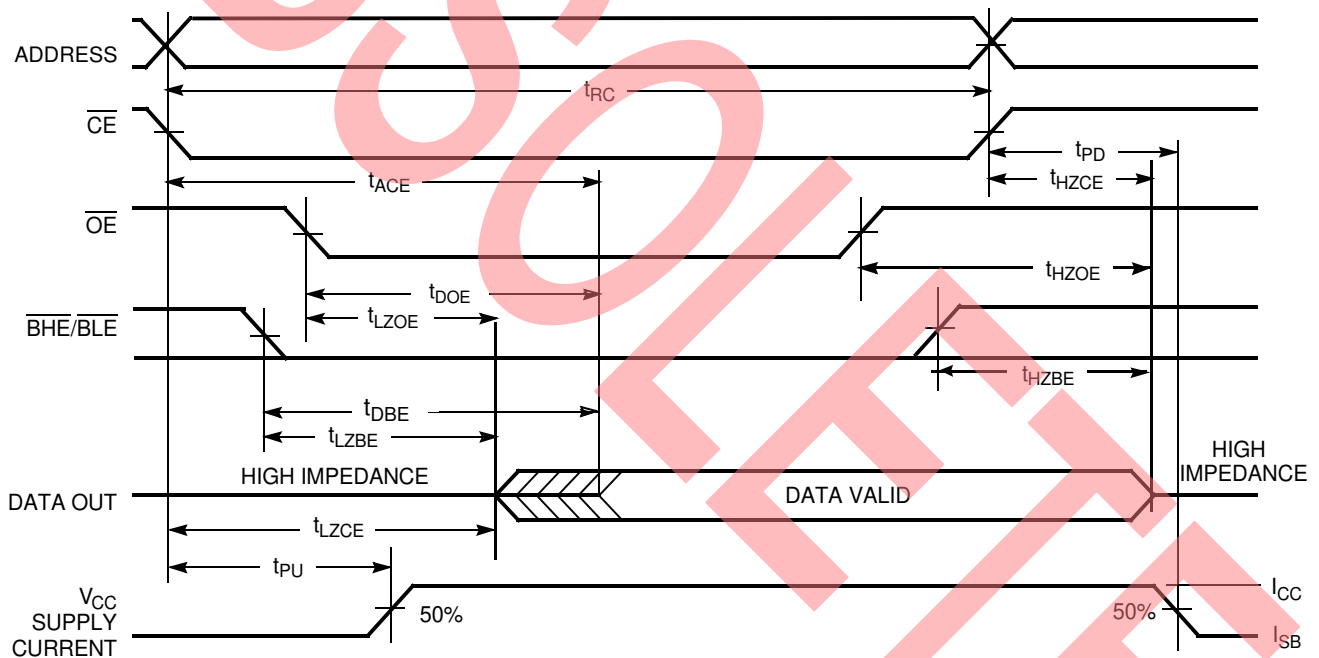 ADDRESS
tRC
CE
tPD
tHZCE
tACE
OE
tHZOE
tDOE
tLZOE
BHE/BLE
tHZBE
tDBE
tLZBE
HIGH IMPEDANCE
HIGH
IMPEDANCE
DATA OUT
DATA VALID
tLZCE
tPU
VCC
SUPPLY
CURRENT
50%
50%
ICC
ISB
OBSOLETE